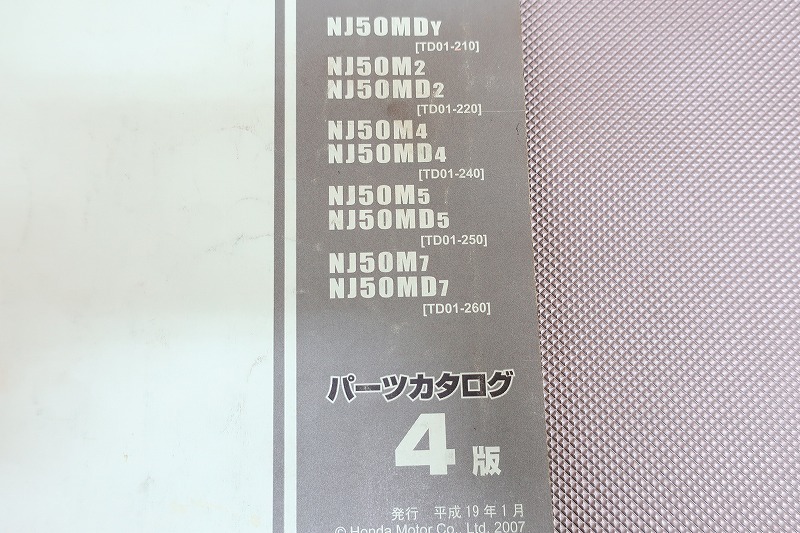 NJ50MDY
[TD01-210]
NJ50M2
NJ50MD2
[TD01-220]
NJ50M4
NJ50MD4
[TD01-240]
NJ50M5
NJ50MD5
[TD01-250]
NJ50M7
NJ50MD7
[TD01-260]
パーツカタログ
4版
発行 平成19年1月
© Honda Motor Co., Ltd. 2007